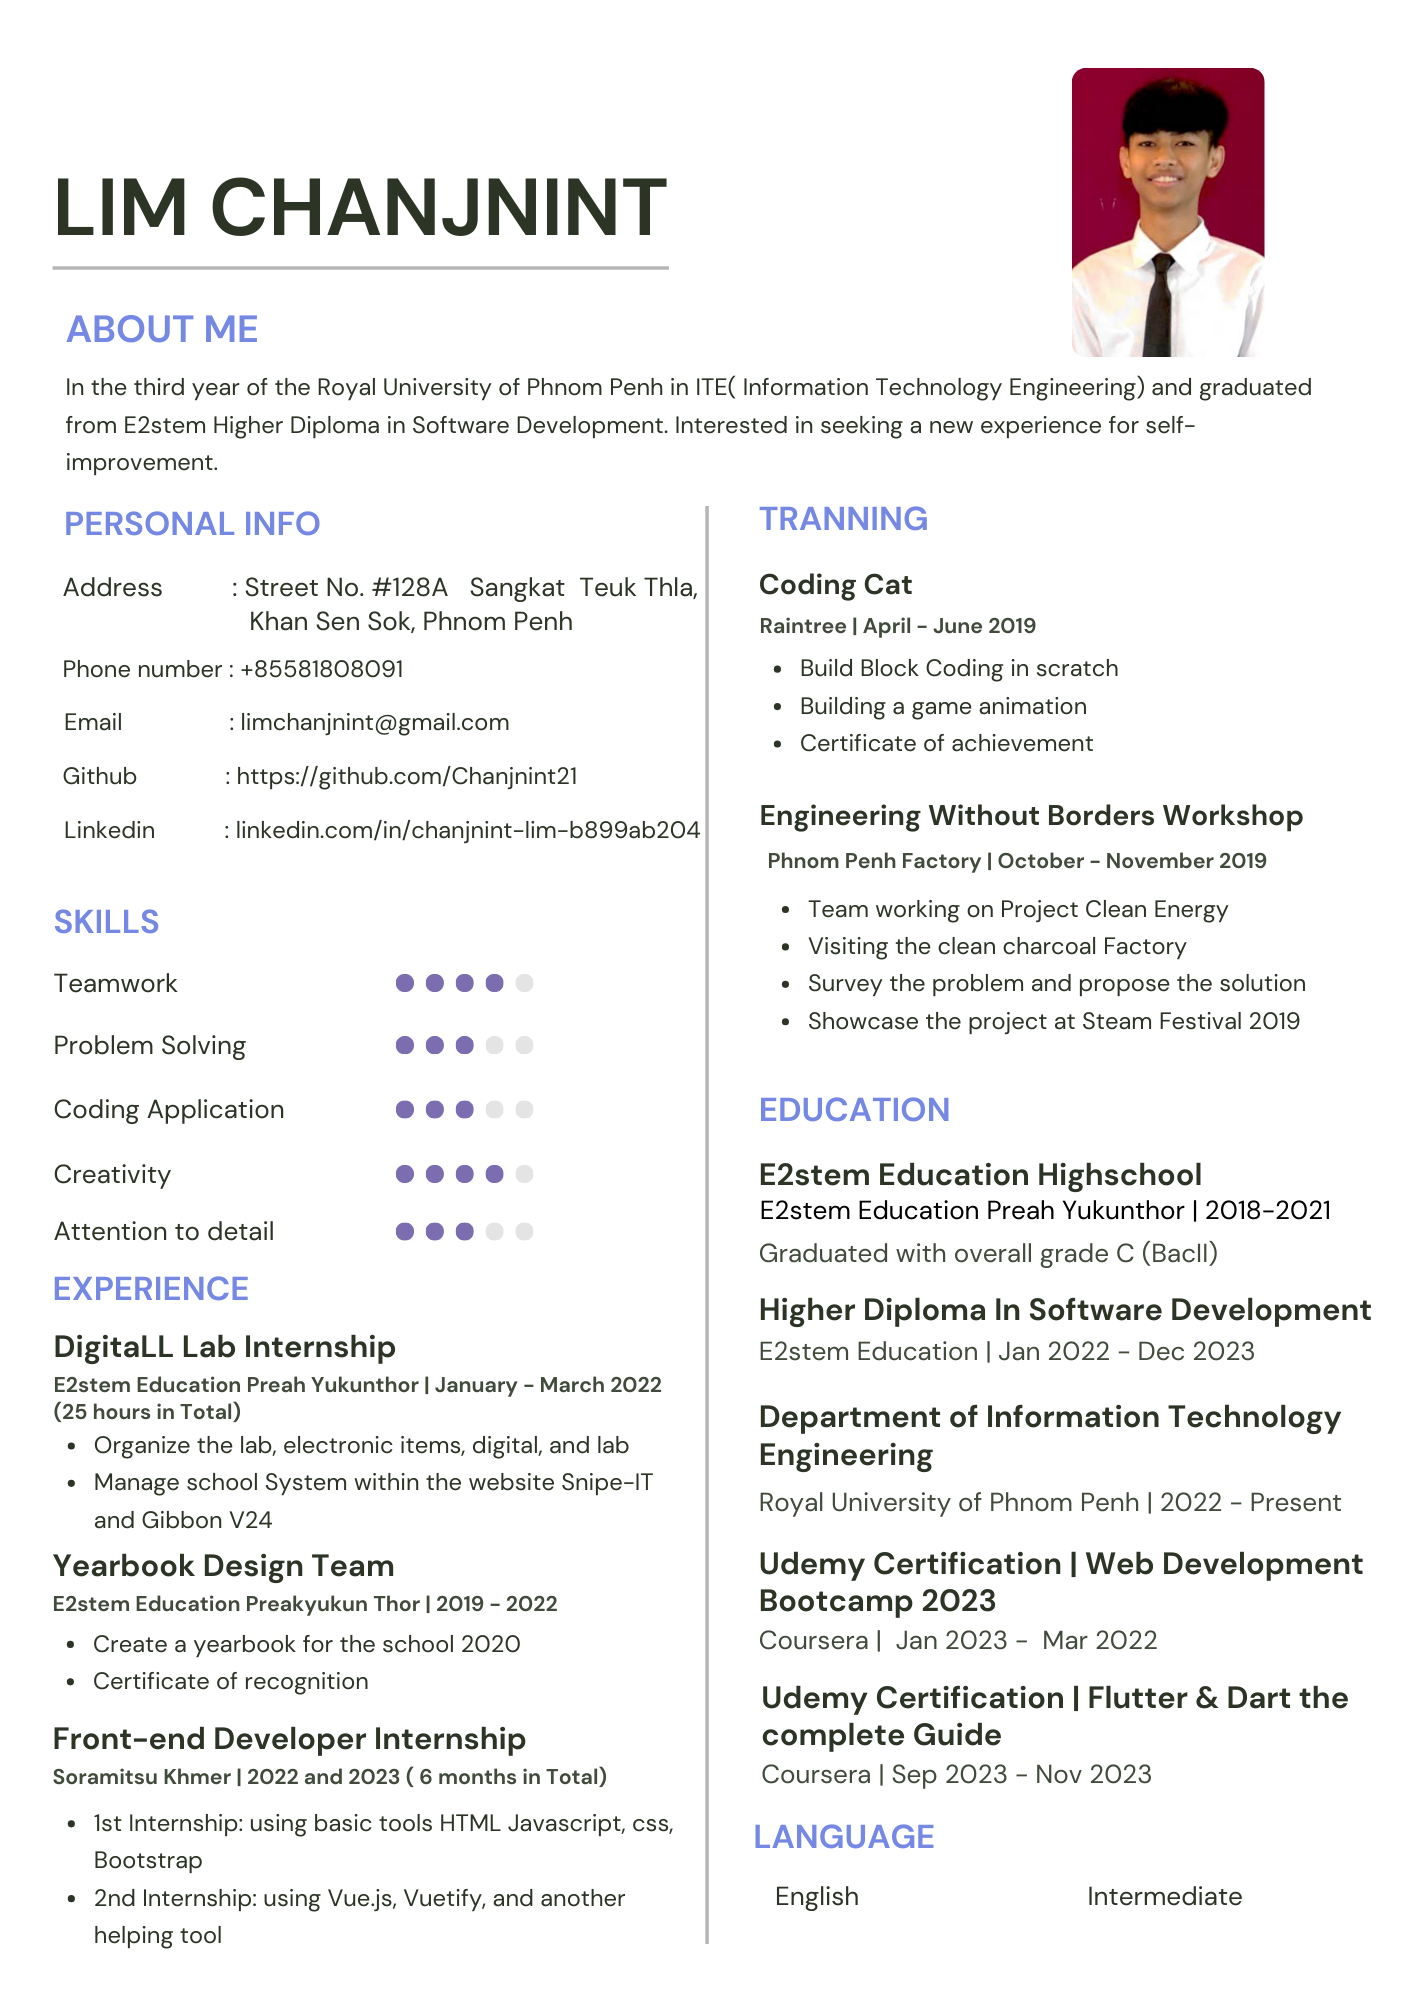 LIM CHANJNINT
ABOUT ME
In the third year of the Royal University of Phnom Penh in ITE( Information Technology Engineering) and graduated
from E2stem Higher Diploma in Software Development. Interested in seeking a new experience for self-
improvement.
PERSONAL INFO
Address : Street No. #128A Sangkat Teuk Thla,
Khan Sen Sok, Phnom Penh
Phone number : +85581808091
Email : limchanjnint@gmail.com
Github : https://github.com/Chanjnint21
Linkedin : linkedin.com/in/chanjnint-lim-b899ab204
SKILLS
Teamwork
Problem Solving
Coding Application
Creativity
Attention to detail
EXPERIENCE
DigitaLL Lab Internship
E2stem Education Preah Yukunthor | January - March 2022
(25 hours in Total)
• Organize the lab, electronic items, digital, and lab
• Manage school System within the website Snipe-IT
and Gibbon V24
Yearbook Design Team
E2stem Education Preakyukun Thor | 2019 - 2022
• Create a yearbook for the school 2020
• Certificate of recognition
Front-end Developer Internship
Soramitsu Khmer | 2022 and 2023 ( 6 months in Total)
• 1st Internship: using basic tools HTML Javascript, css,
Bootstrap
• 2nd Internship: using Vue.js, Vuetify, and another
helping tool
TRANNING
Coding Cat
Raintree | April - June 2019
• Build Block Coding in scratch
• Building a game animation
• Certificate of achievement
Engineering Without Borders Workshop
Phnom Penh Factory | October - November 2019
• Team working on Project Clean Energy
• Visiting the clean charcoal Factory
• Survey the problem and propose the solution
• Showcase the project at Steam Festival 2019
EDUCATION
E2stem Education Highschool
E2stem Education Preah Yukunthor | 2018-2021
Graduated with overall grade C (BacII)
Higher Diploma In Software Development
E2stem Education | Jan 2022 - Dec 2023
Department of Information Technology
Engineering
Royal University of Phnom Penh | 2022 - Present
Udemy Certification | Web Development
Bootcamp 2023
Coursera | Jan 2023 - Mar 2022
Udemy Certification | Flutter & Dart the
complete Guide
Coursera | Sep 2023 - Nov 2023
LANGUAGE
English Intermediate